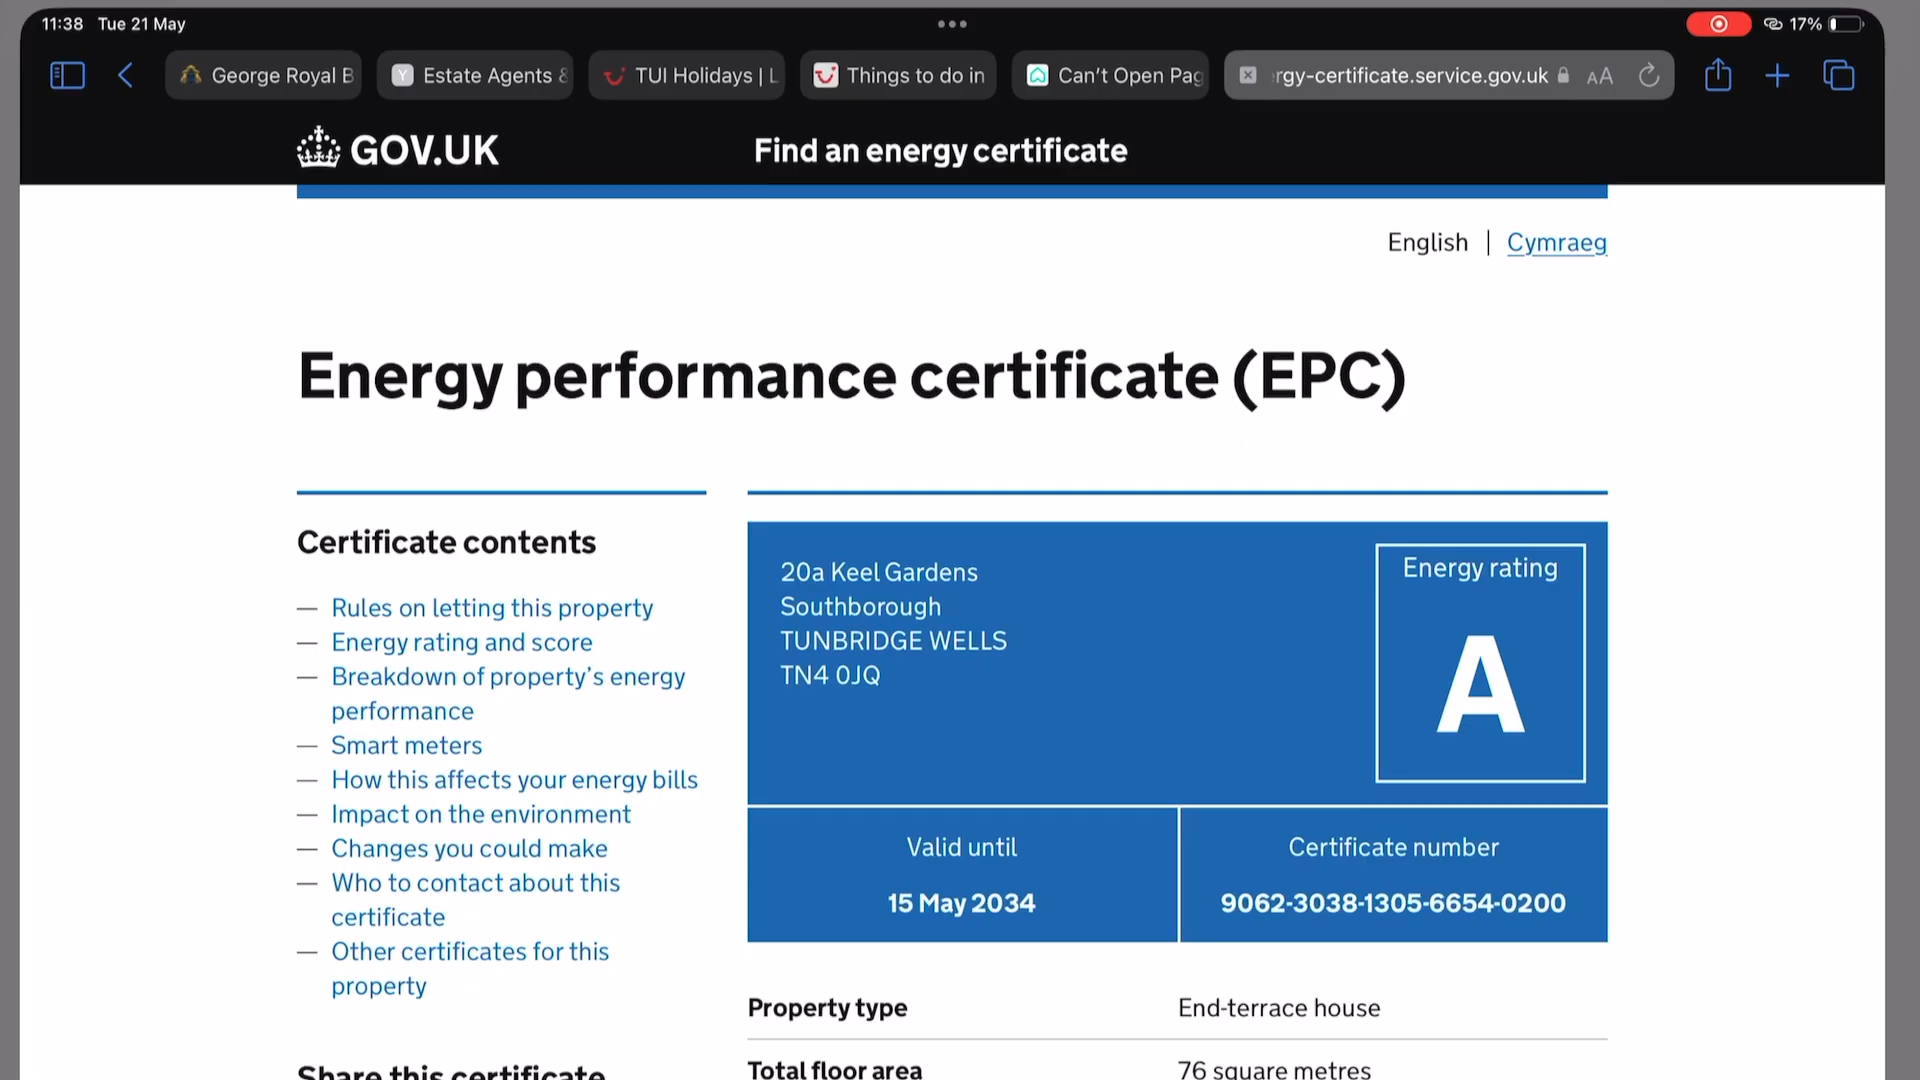 11:38 Tue 21 May
17%
George Royal B
Estate Agents &
TUI Holidays | L
Things to do in
Can't Open Pag
rgy-certificate.service.gov.uk
AA
GOV.UK
Find an energy certificate
English | Cymraeg
Energy performance certificate (EPC)
Certificate contents
— Rules on letting this property
— Energy rating and score
— Breakdown of property's energy
performance
— Smart meters
— How this affects your energy bills
— Impact on the environment
— Changes you could make
— Who to contact about this
certificate
— Other certificates for this
property
Share this certificate
20a Keel Gardens
Southborough
TUNBRIDGE WELLS
TN4 0JQ
Energy rating
A
Valid until
15 May 2034
Certificate number
9062-3038-1305-6654-0200
Property type End-terrace house
Total floor area 76 square metres